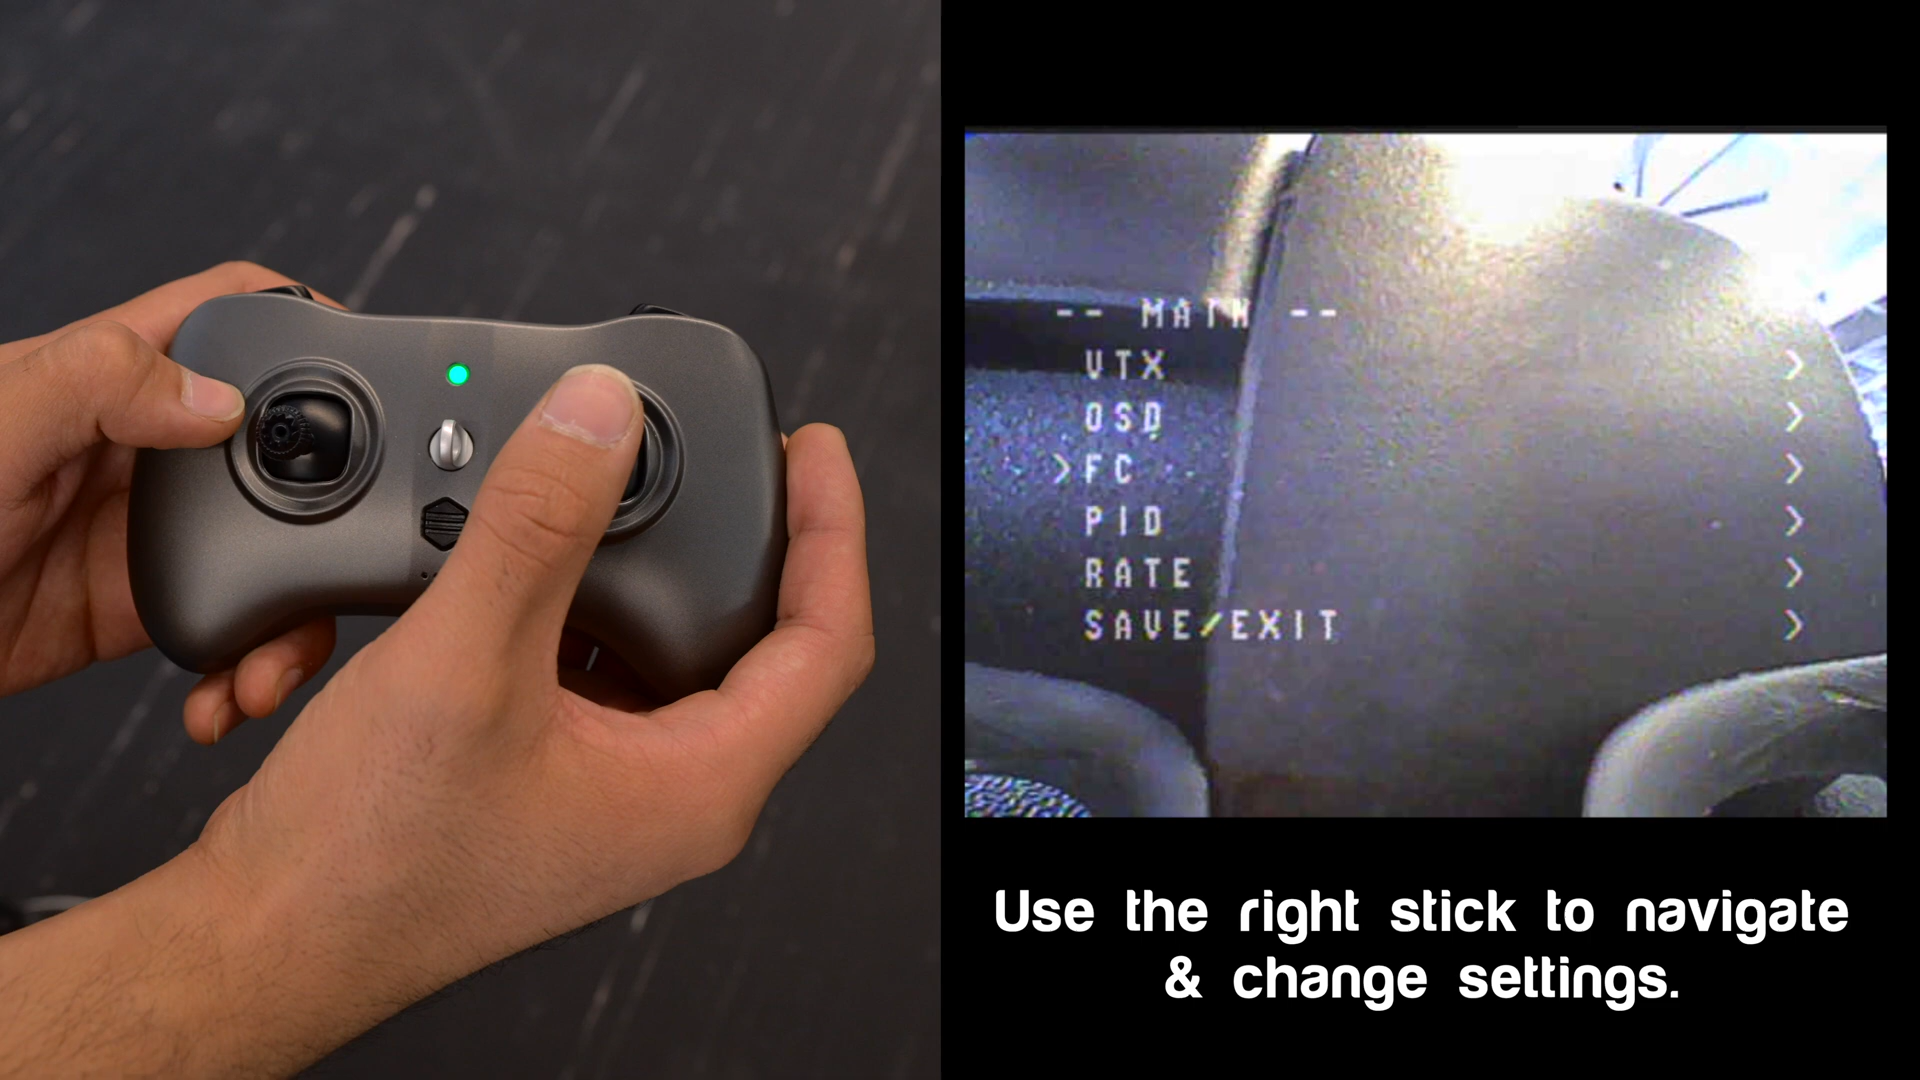 -- MAIN --
VTX >
OSD >
>FC >
PID >
RATE >
SAVE/EXIT >
Use the right stick to navigate
& change settings.